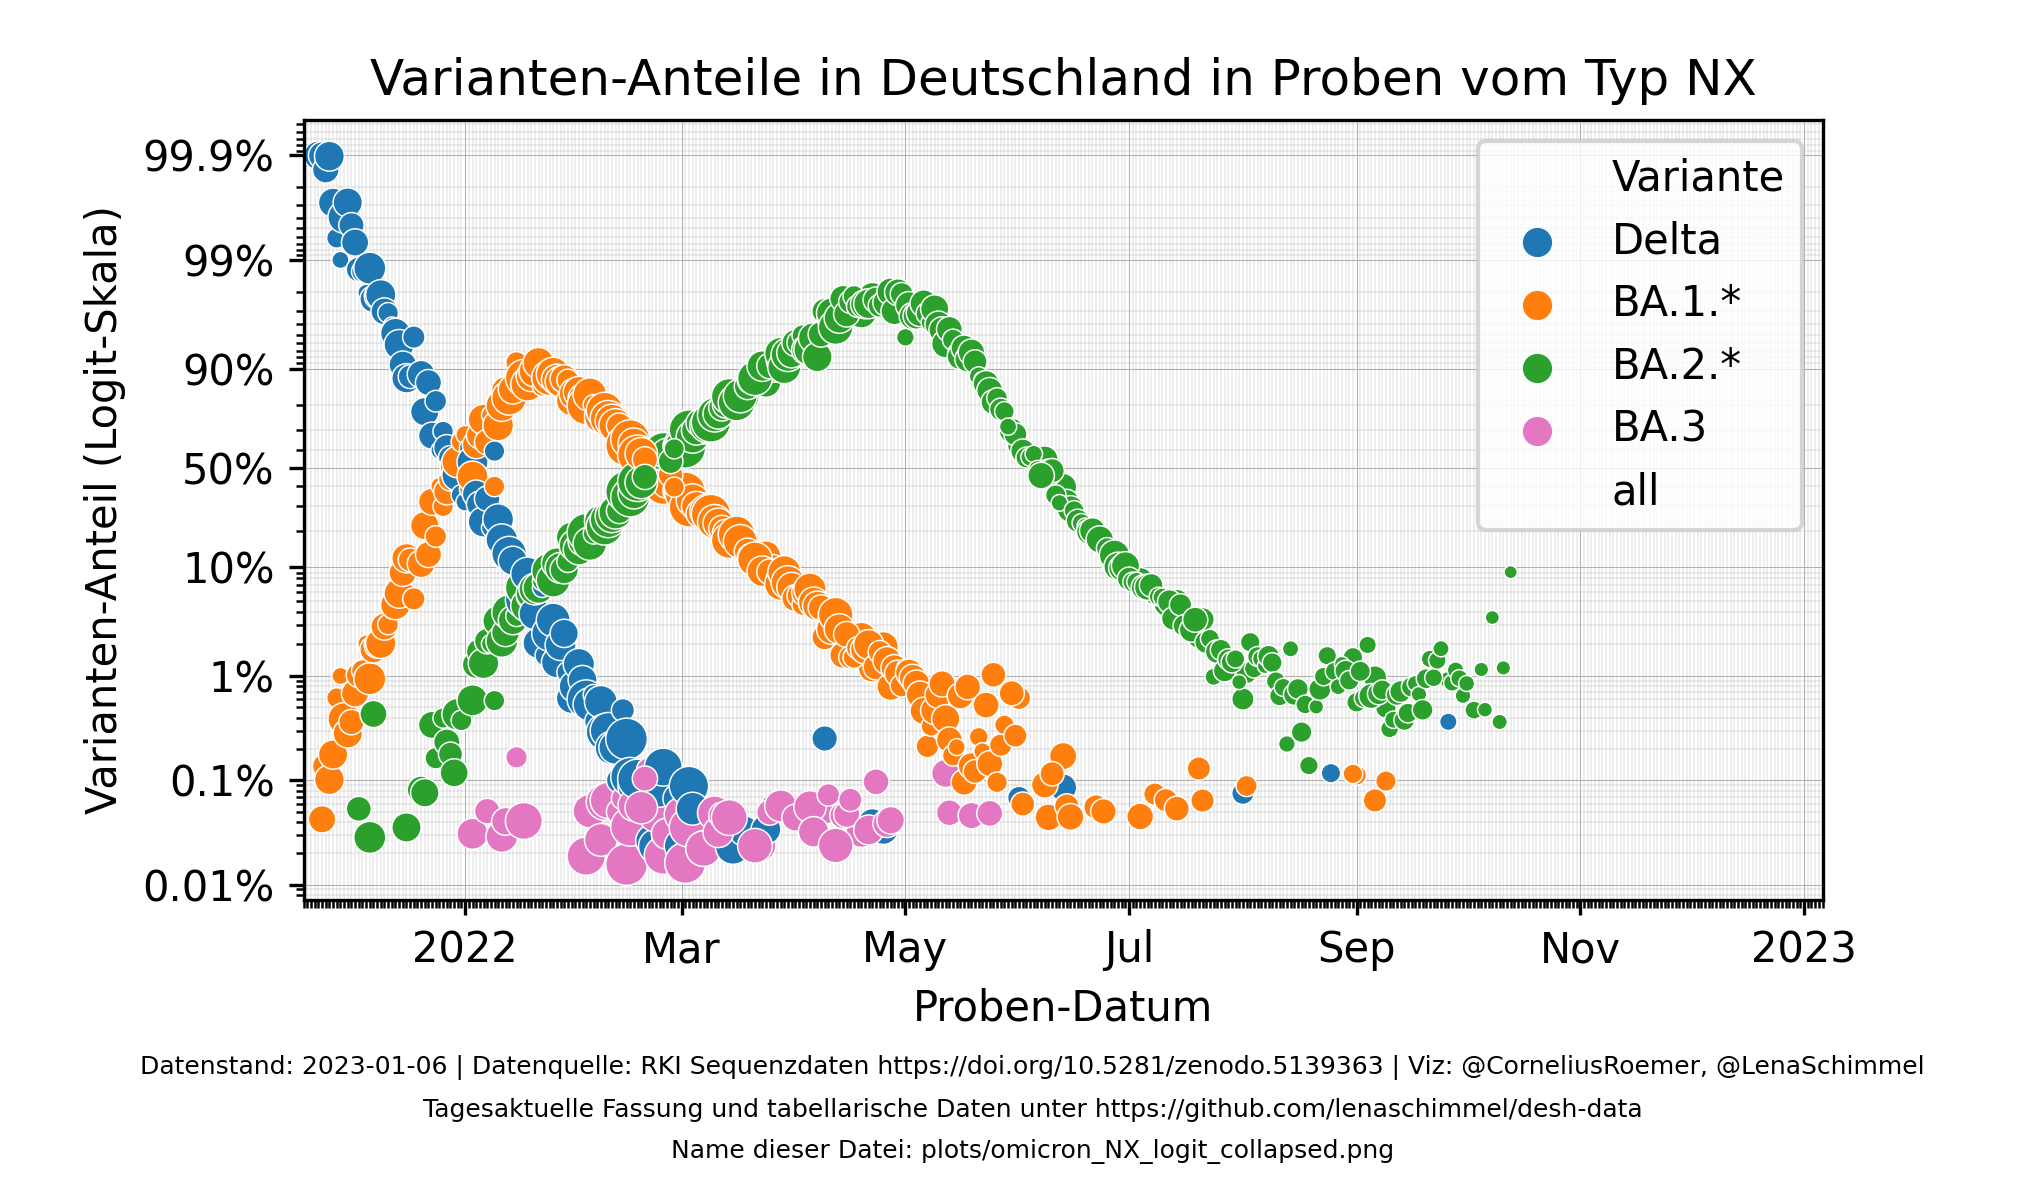 Varianten-Anteile in Deutschland in Proben vom Typ NX
Varianten-Anteil (Logit-Skala)
99.9%
99%
90%
50%
10%
1%
0.1%
0.01%
Variante
Delta
BA.1.*
BA.2.*
BA.3
all
2022 Mar May Jul Sep Nov 2023
Proben-Datum
Datenstand: 2023-01-06 | Datenquelle: RKI Sequenzdaten https://doi.org/10.5281/zenodo.5139363 | Viz: @CorneliusRoemer, @LenaSchimmel
Tagesaktuelle Fassung und tabellarische Daten unter https://github.com/lenaschimmel/desh-data
Name dieser Datei: plots/omicron_NX_logit_collapsed.png